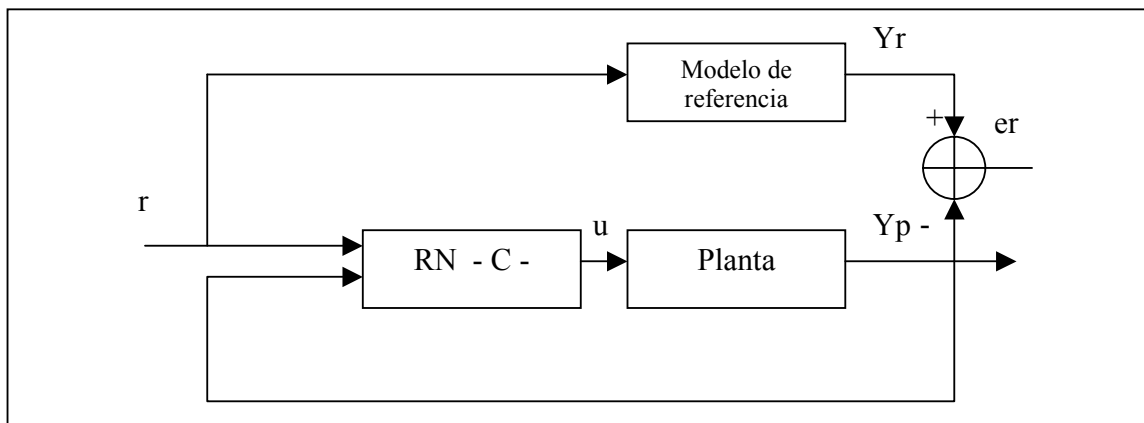 Yr
Modelo de
referencia
+
er
r
u
Yp -
RN - C -
Planta